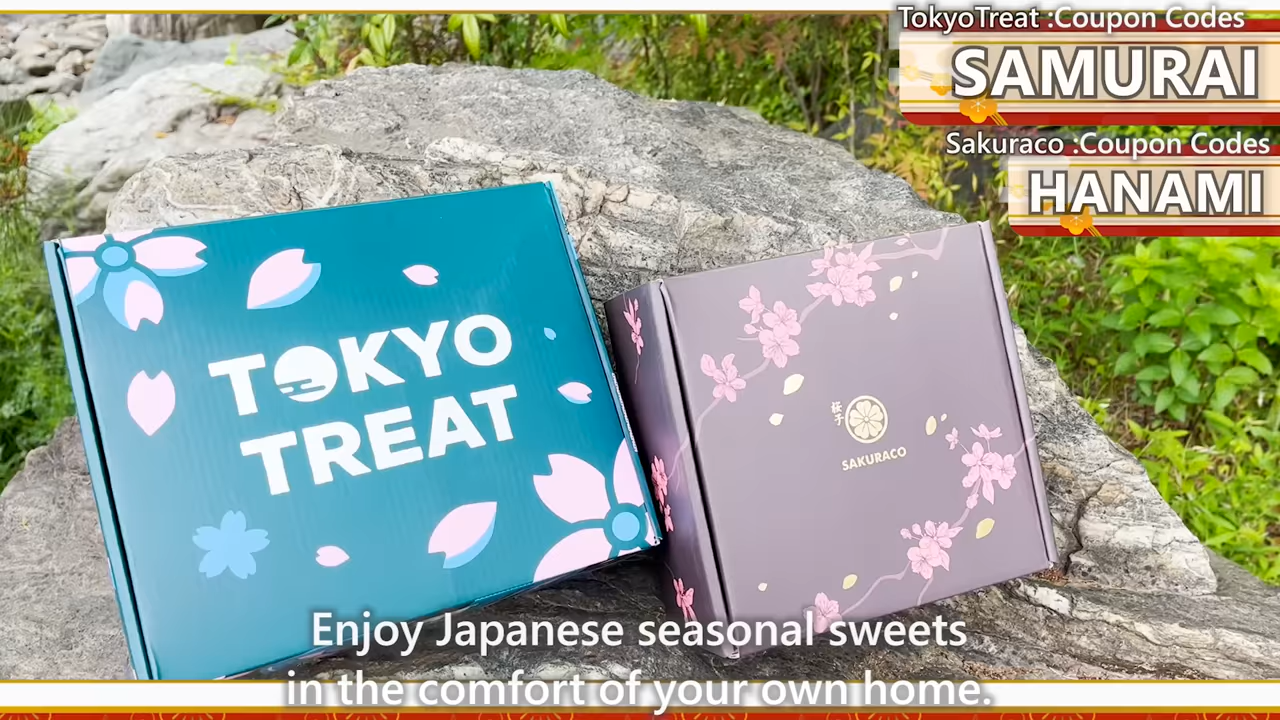 TokyoTreat :Coupon Codes
SAMURAI
Sakuraco :Coupon Codes
HANAMI
TOKYO
TREAT
桜子
SAKURACO
Enjoy Japanese seasonal sweets
in the comfort of your own home.